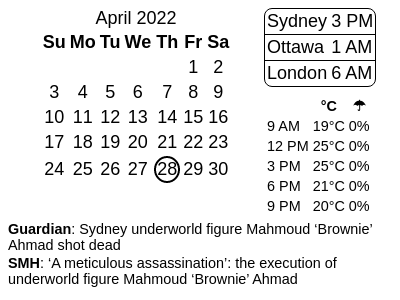 April 2022
Su Mo Tu We Th Fr Sa
1 2
3 4 5 6 7 8 9
10 11 12 13 14 15 16
17 18 19 20 21 22 23
24 25 26 27 28 29 30
Sydney 3 PM
Ottawa 1 AM
London 6 AM
°C ☂
9 AM 19°C 0%
12 PM 25°C 0%
3 PM 25°C 0%
6 PM 21°C 0%
9 PM 20°C 0%
Guardian: Sydney underworld figure Mahmoud ‘Brownie’
Ahmad shot dead
SMH: ‘A meticulous assassination’: the execution of
underworld figure Mahmoud ‘Brownie’ Ahmad